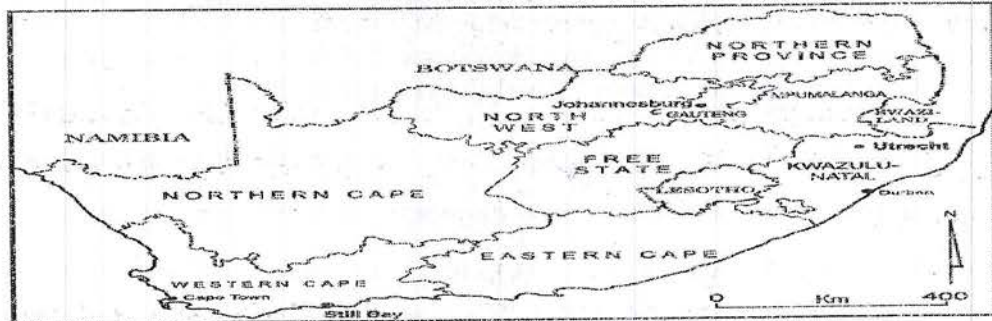 NORTHERN
PROVINCE
BOTSWANA
MPUMALANGA
Johannesburg
GAUTENG
SWAZI-
LAND
NORTH
WEST
NAMIBIA
Utrecht
FREE
STATE
KWAZULU-
NATAL
LESOTHO
Durban
NORTHERN CAPE
N
EASTERN CAPE
WESTERN CAPE
Cape Town
Still Bay
0 Km 400